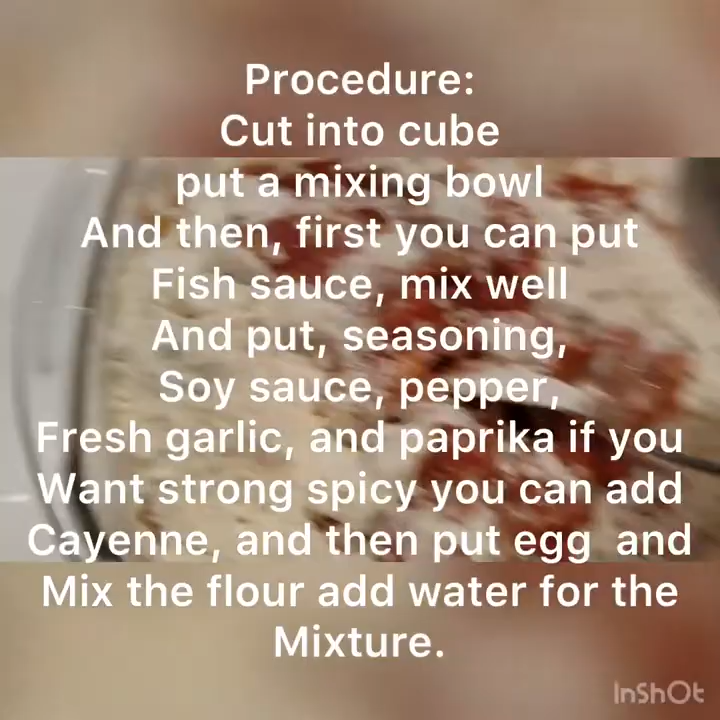 Procedure:
Cut into cube
put a mixing bowl
And then, first you can put
Fish sauce, mix well
And put, seasoning,
Soy sauce, pepper,
Fresh garlic, and paprika if you
Want strong spicy you can add
Cayenne, and then put egg  and
Mix the flour add water for the
Mixture.
InShOt